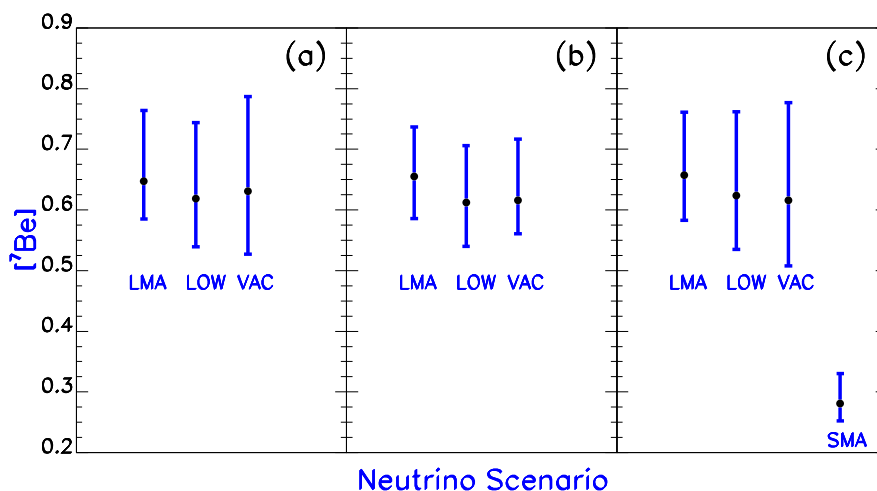 0.9
(a) (b) (c)
0.8
0.7
0.6
[⁷Be]
0.5
LMA LOW VAC LMA LOW VAC LMA LOW VAC
0.4
0.3
SMA
0.2
Neutrino Scenario